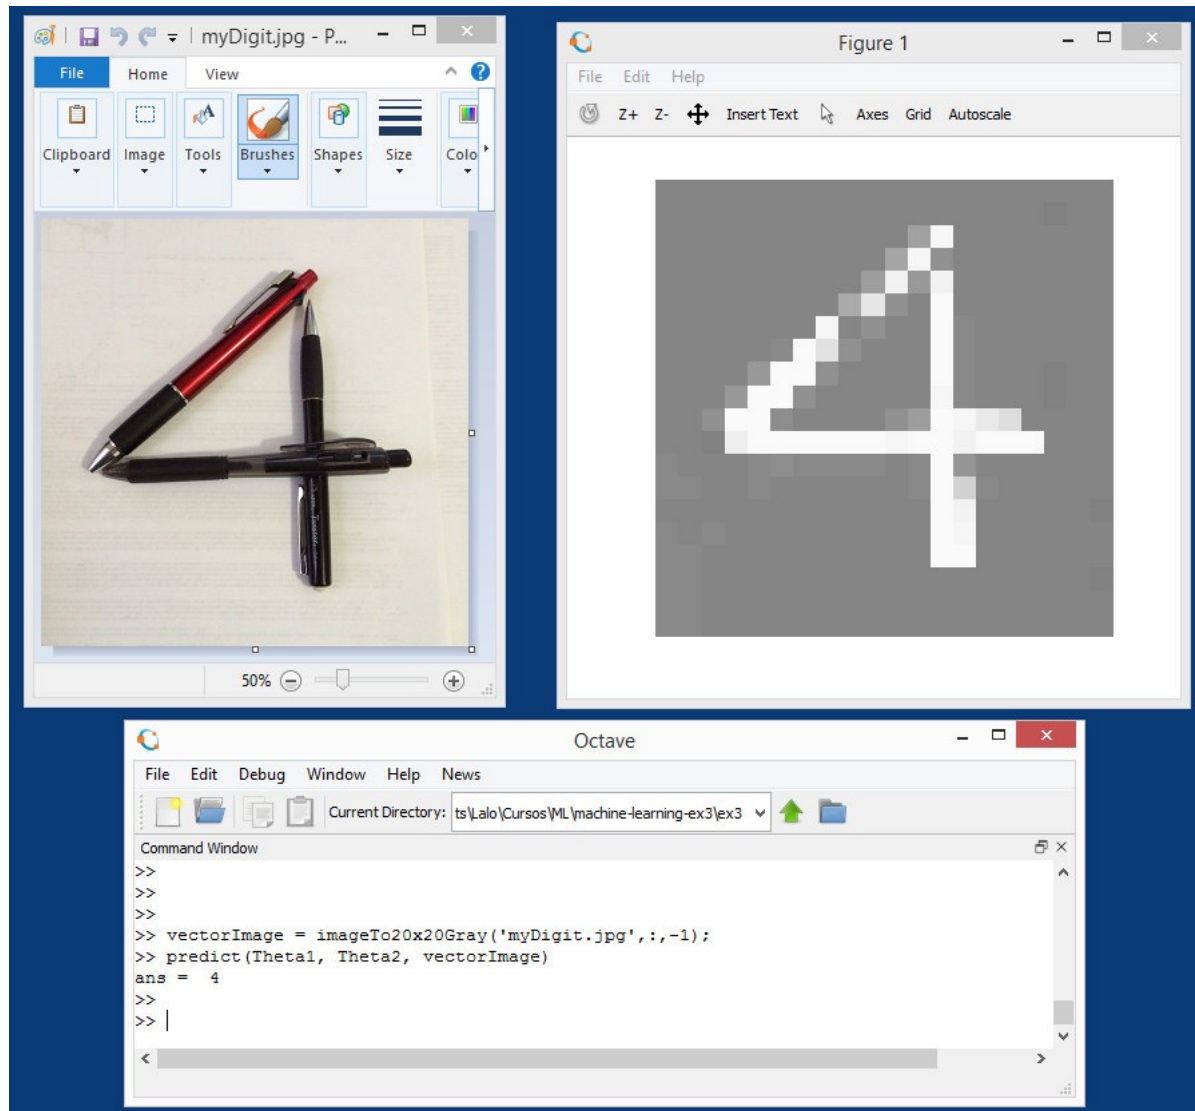 myDigit.jpg - P...
File Home View
Clipboard Image Tools Brushes Shapes Size Colo
50%
Figure 1
File Edit Help
Z+ Z- Insert Text Axes Grid Autoscale
Octave
File Edit Debug Window Help News
Current Directory: ts\Lalo\Cursos\ML\machine-learning-ex3\ex3
Command Window
>>
>>
>>
>> vectorImage = imageTo20x20Gray('myDigit.jpg',:,-1);
>> predict(Theta1, Theta2, vectorImage)
ans = 4
>>
>>